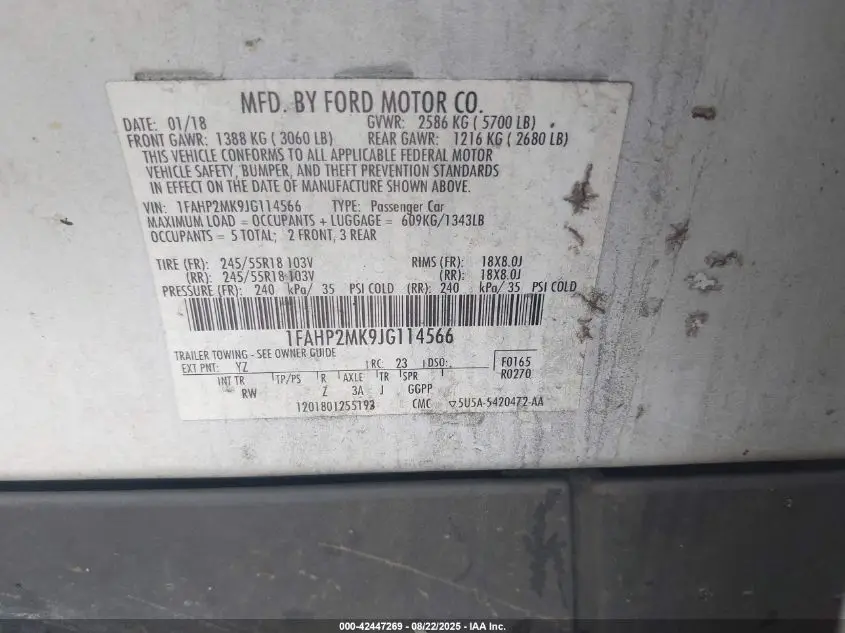 MFD. BY FORD MOTOR CO.
DATE: 01/18 GVWR: 2586 KG ( 5700 LB)
FRONT GAWR: 1388 KG ( 3060 LB) REAR GAWR: 1216 KG ( 2680 LB)
THIS VEHICLE CONFORMS TO ALL APPLICABLE FEDERAL MOTOR
VEHICLE SAFETY, BUMPER, AND THEFT PREVENTION STANDARDS
IN EFFECT ON THE DATE OF MANUFACTURE SHOWN ABOVE.
VIN: 1FAHP2MK9JG114566 TYPE: Passenger Car
MAXIMUM LOAD = OCCUPANTS + LUGGAGE = 609KG/1343LB
OCCUPANTS = 5 TOTAL; 2 FRONT, 3 REAR
TIRE (FR): 245/55R18 103V RIMS (FR): 18X8.0J
(RR): 245/55R18 103V (RR): 18X8.0J
PRESSURE (FR): 240 kPa/ 35 PSI COLD (RR): 240 kPa/ 35 PSI COLD
1FAHP2MK9JG114566
TRAILER TOWING - SEE OWNER GUIDE
EXT PNT: YZ RC: 23 DSO: F0165
INT TR TP/PS R AXLE TR SPR R0270
RW Z 3A J GGPP
1201801255193 CMC ▽5U5A-5420472-AA
000-42447269 - 08/22/2025 - IAA Inc.